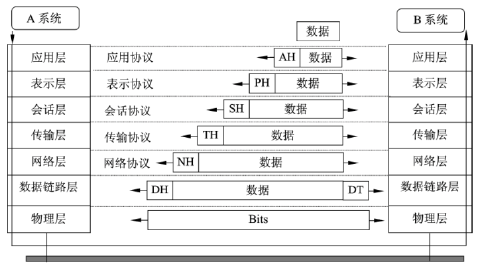 A 系统 B 系统
数据
应用层 应用协议 AH 数据 应用层
表示层 表示协议 PH 数据 表示层
会话层 会话协议 SH 数据 会话层
传输层 传输协议 TH 数据 传输层
网络层 网络协议 NH 数据 网络层
数据链路层 DH 数据 DT 数据链路层
物理层 Bits 物理层